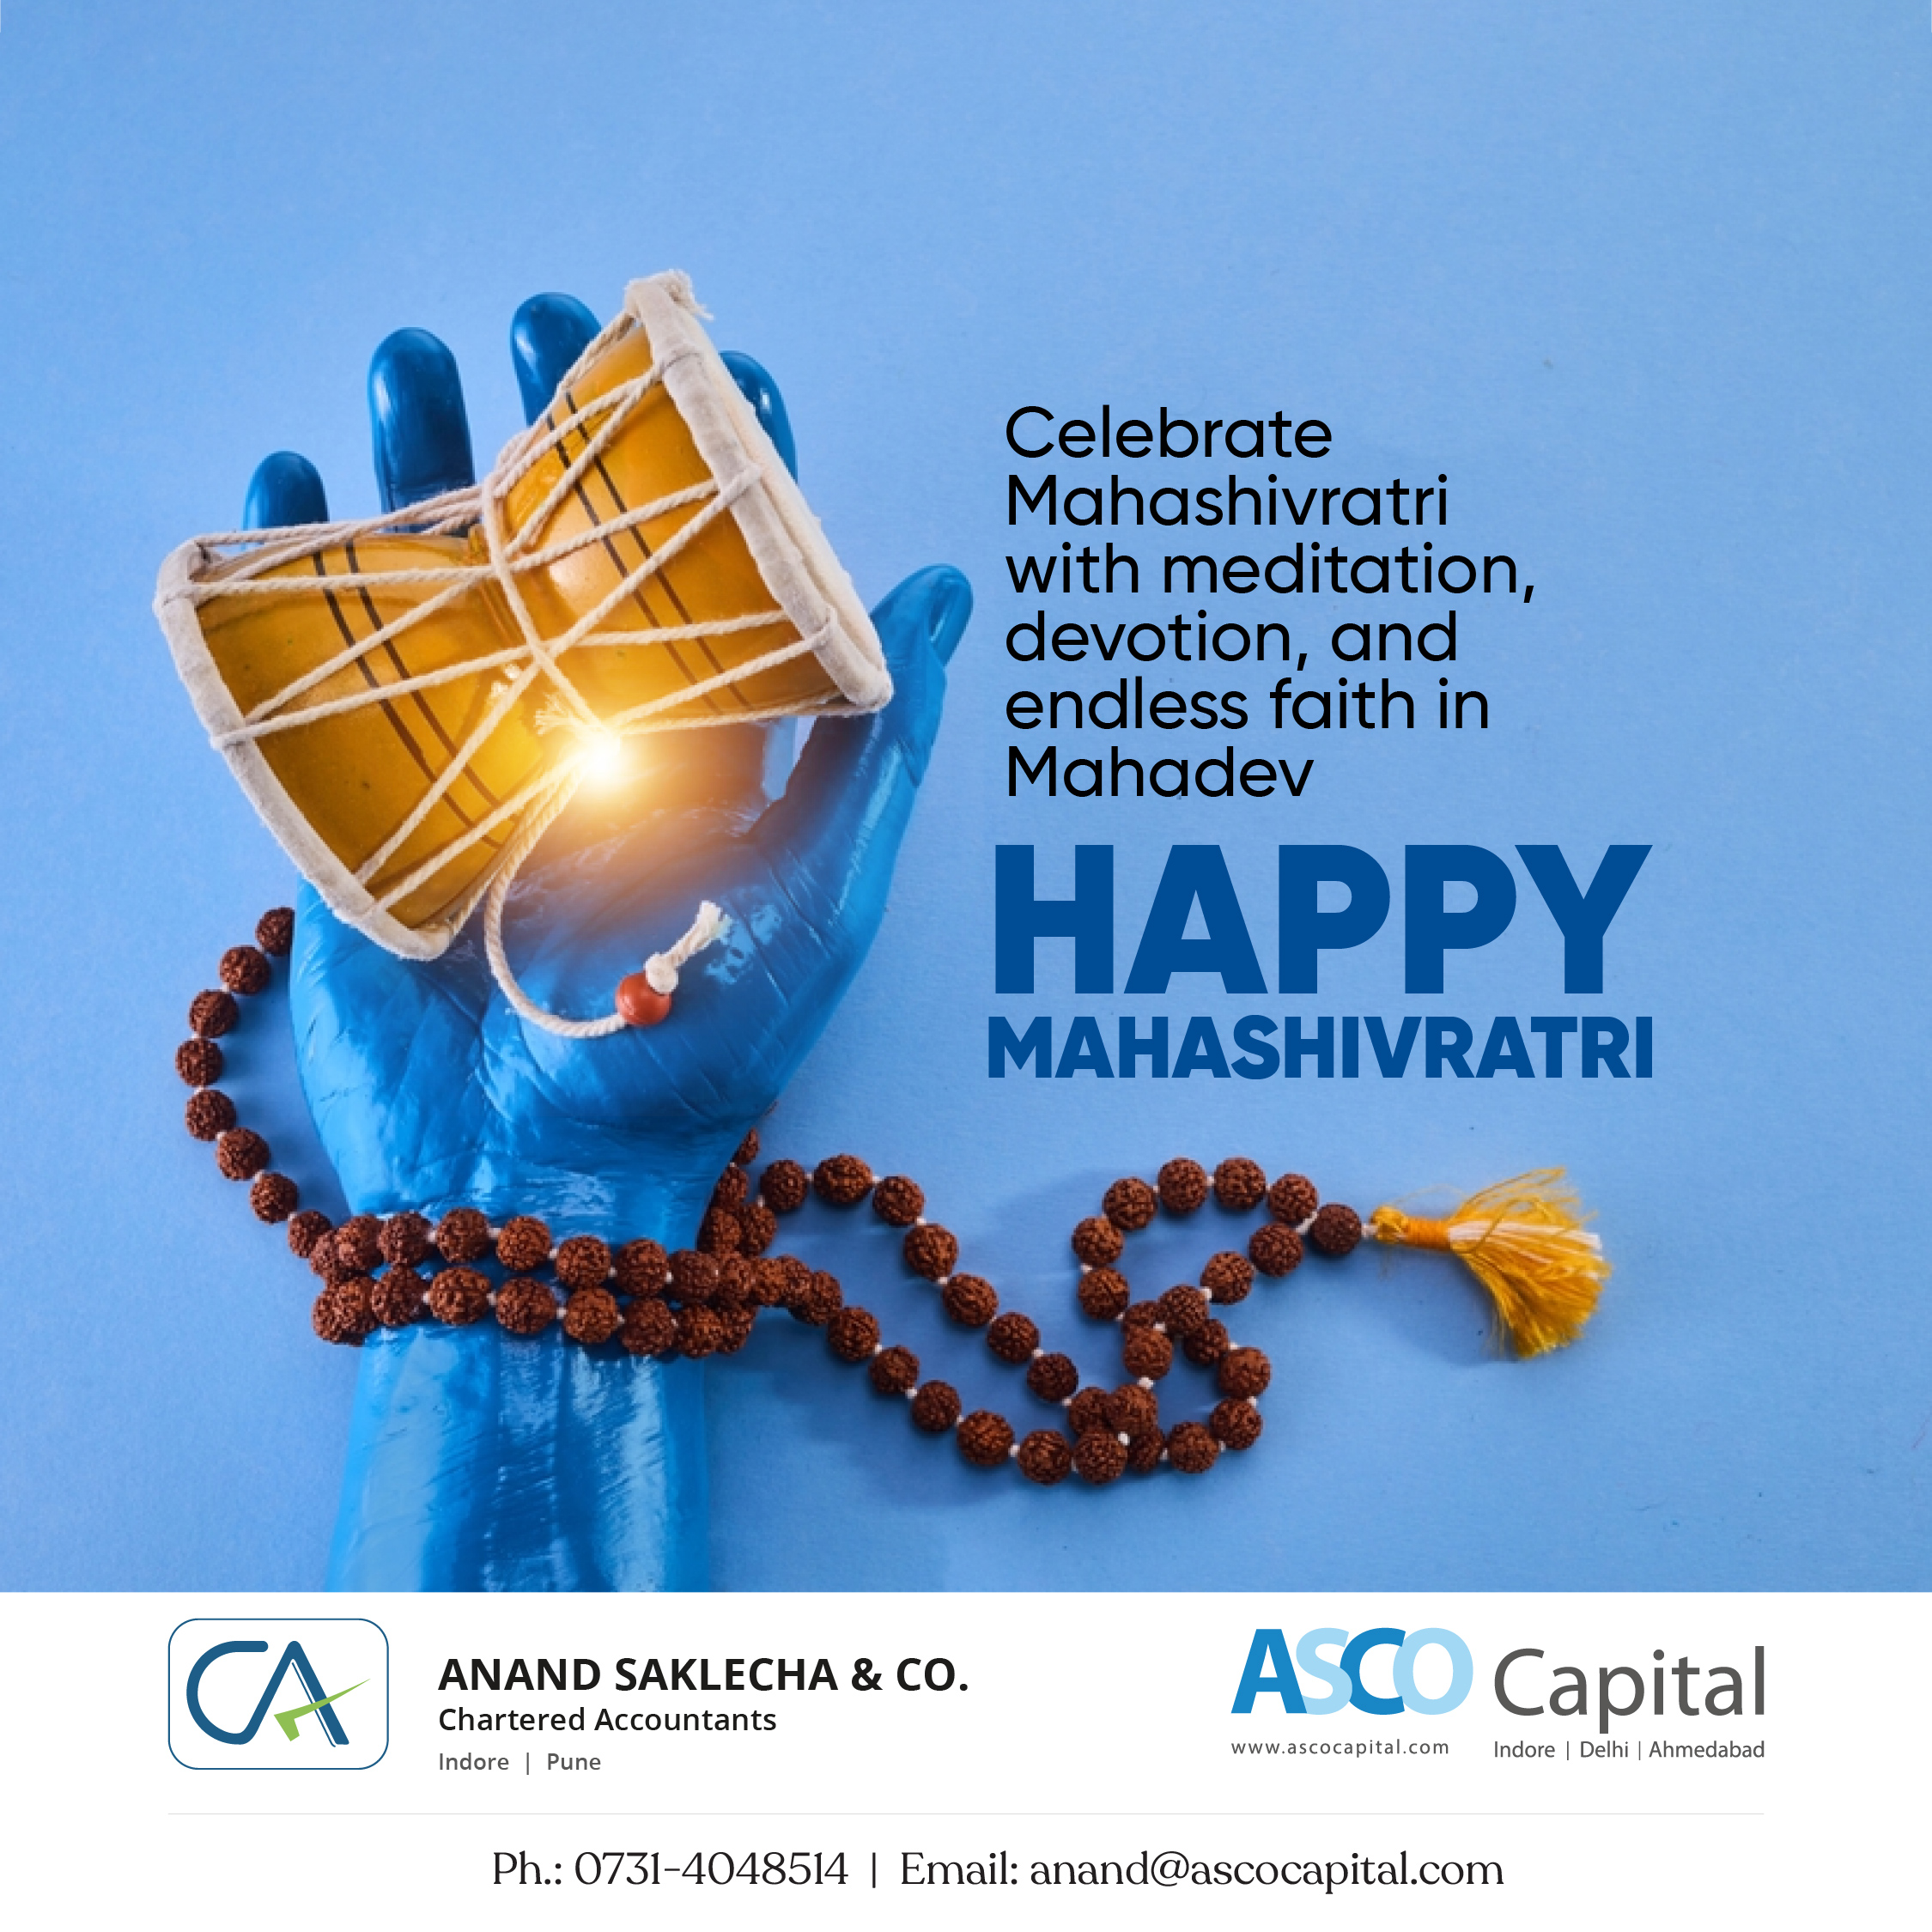 Celebrate
Mahashivratri
with meditation,
devotion, and
endless faith in
Mahadev
HAPPY
MAHASHIVRATRI
CA
ANAND SAKLECHA & CO.
Chartered Accountants
Indore | Pune
ASCO Capital
www.ascocapital.com
Indore | Delhi | Ahmedabad
Ph.: 0731-4048514 | Email: anand@ascocapital.com